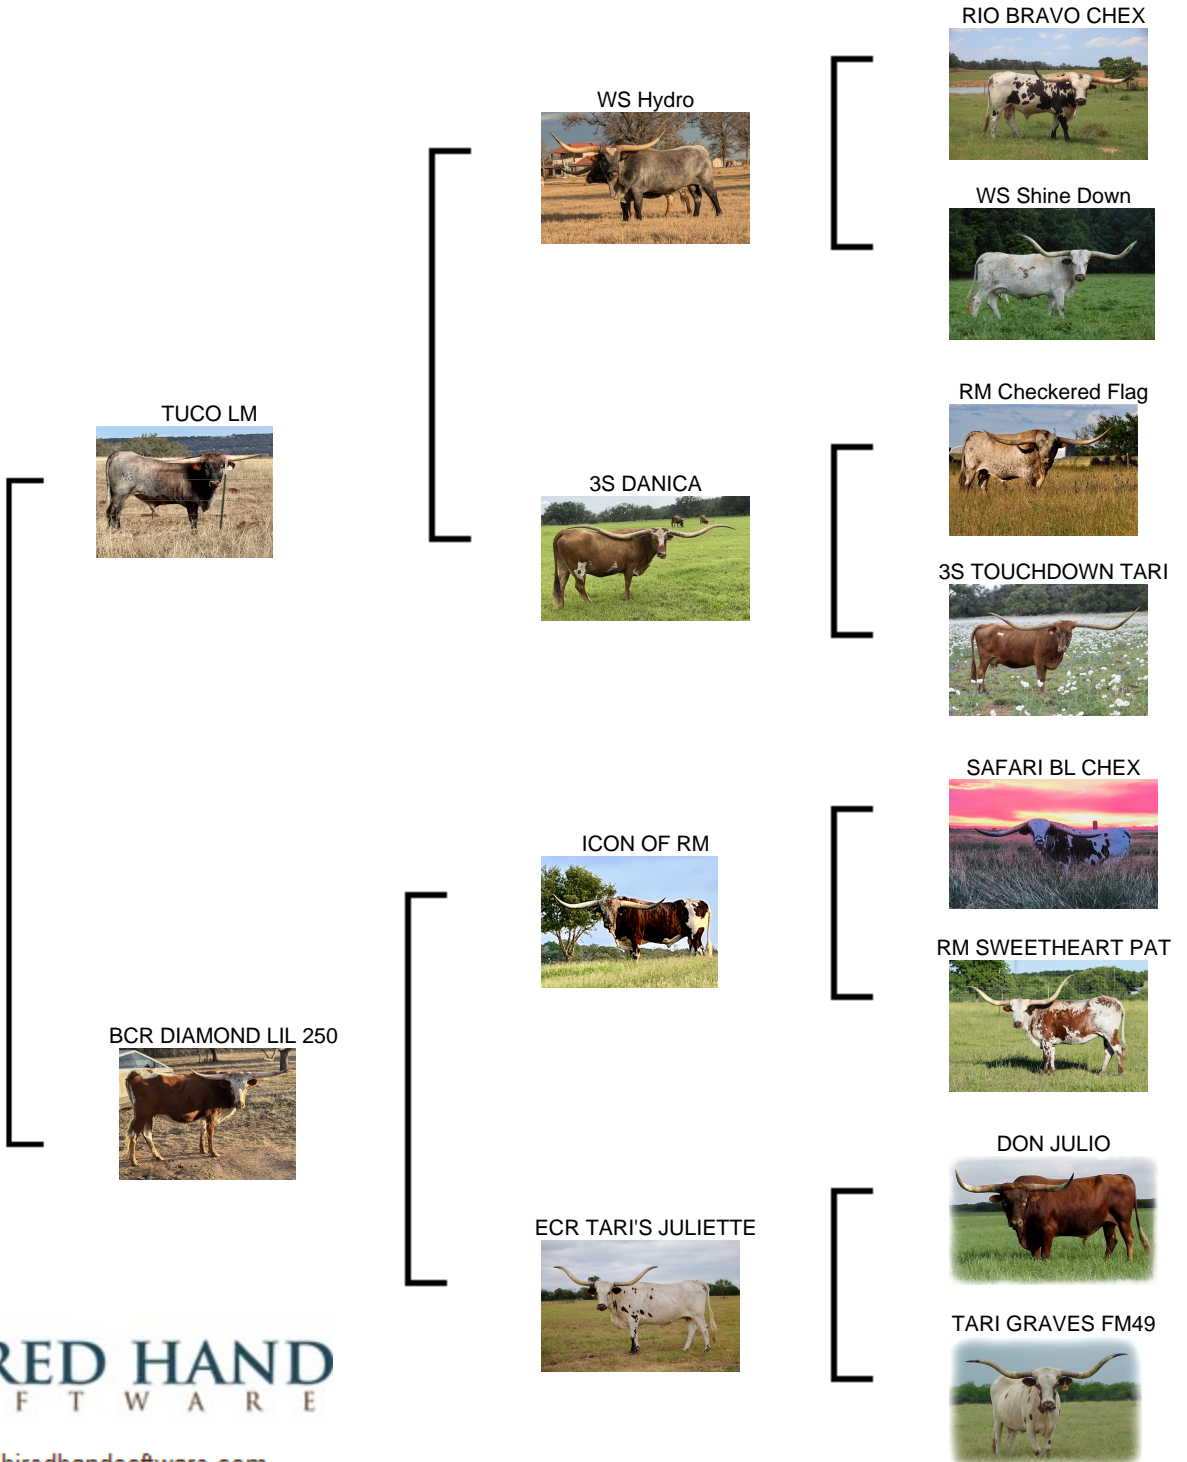 RIO BRAVO CHEX
WS Hydro
WS Shine Down
RM Checkered Flag
TUCO LM
3S DANICA
3S TOUCHDOWN TARI
SAFARI BL CHEX
ICON OF RM
RM SWEETHEART PAT
BCR DIAMOND LIL 250
DON JULIO
ECR TARI'S JULIETTE
TARI GRAVES FM49
RED HAND
F T W A R E